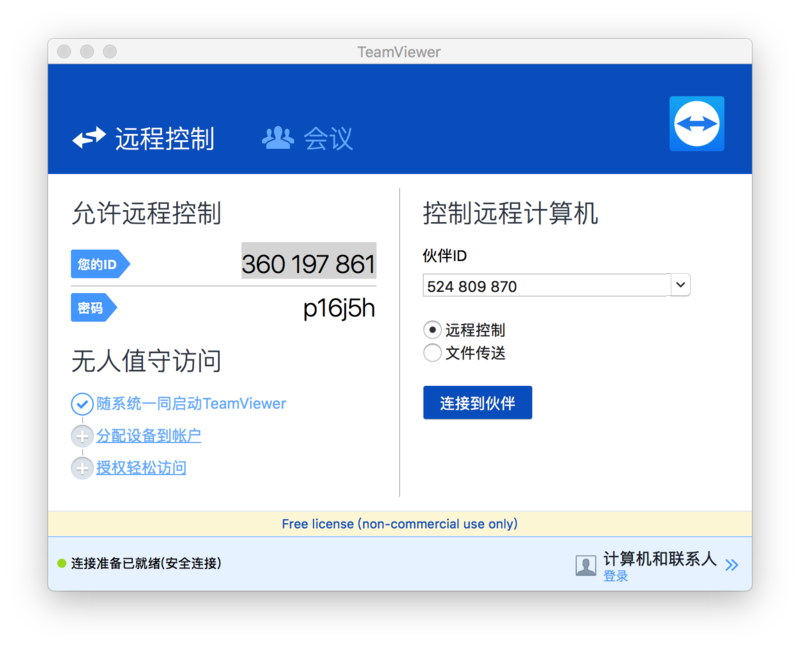 TeamViewer
远程控制
会议
允许远程控制
您的ID
360 197 861
密码
p16j5h
无人值守访问
随系统一同启动TeamViewer
分配设备到帐户
授权轻松访问
控制远程计算机
伙伴ID
524 809 870
远程控制
文件传送
连接到伙伴
Free license (non-commercial use only)
连接准备已就绪(安全连接)
计算机和联系人
登录